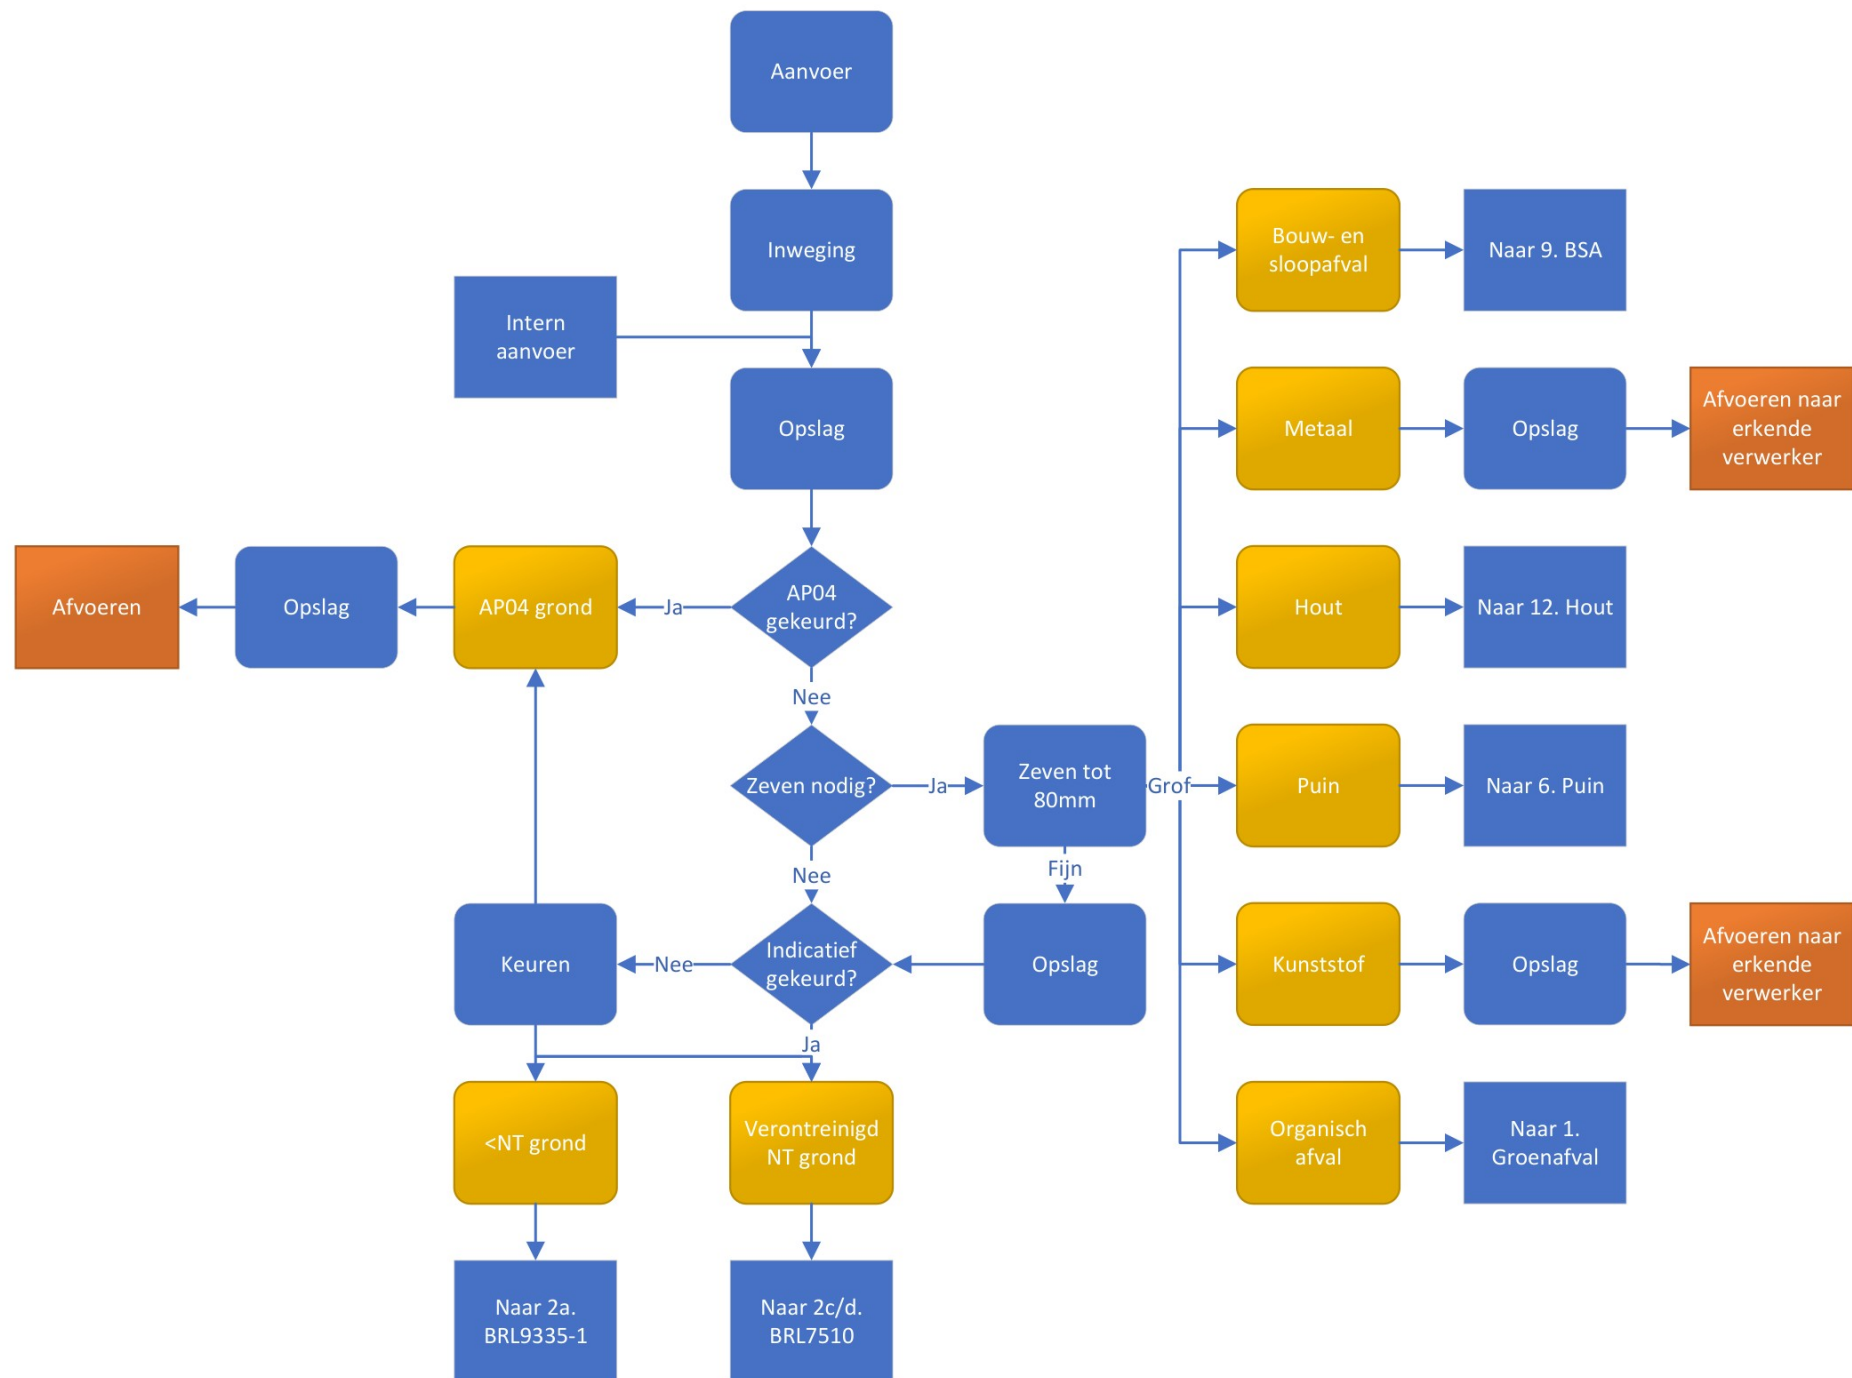 Aanvoer
Inweging
Intern
aanvoer
Opslag
AP04
gekeurd?
Ja
AP04 grond
Opslag
Afvoeren
Nee
Zeven nodig?
Ja
Zeven tot
80mm
Grof
Fijn
Opslag
Nee
Indicatief
gekeurd?
Nee
Keuren
Ja
<NT grond
Verontreinigd
NT grond
Naar 2a.
BRL9335-1
Naar 2c/d.
BRL7510
Bouw- en
sloopafval
Naar 9. BSA
Metaal
Opslag
Afvoeren naar
erkende
verwerker
Hout
Naar 12. Hout
Puin
Naar 6. Puin
Kunststof
Opslag
Afvoeren naar
erkende
verwerker
Organisch
afval
Naar 1.
Groenafval